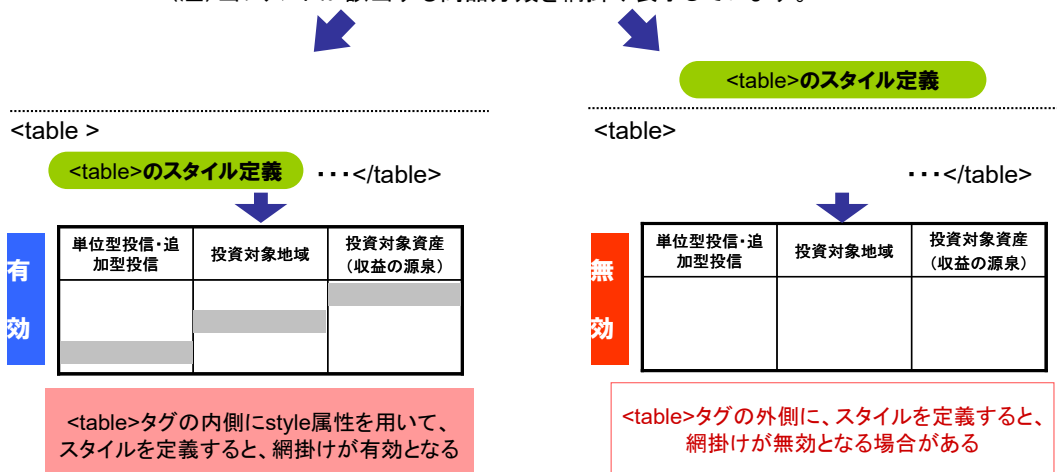 <table>のスタイル定義
<table >
<table>のスタイル定義 ・・・</table>
有効
単位型投信・追加型投信
投資対象地域
投資対象資産
(収益の源泉)
<table>タグの内側にstyle属性を用いて、
スタイルを定義すると、網掛けが有効となる
<table>
・・・</table>
無効
単位型投信・追加型投信
投資対象地域
投資対象資産
(収益の源泉)
<table>タグの外側に、スタイルを定義すると、
網掛けが無効となる場合がある